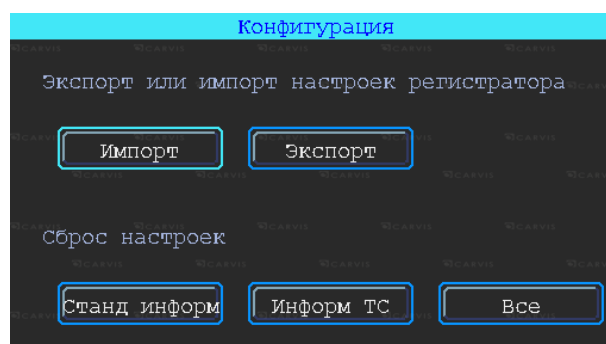 Конфигурация
Экспорт или импорт настроек регистратора
Импорт Экспорт
Сброс настроек
Станд информ Информ ТС Все